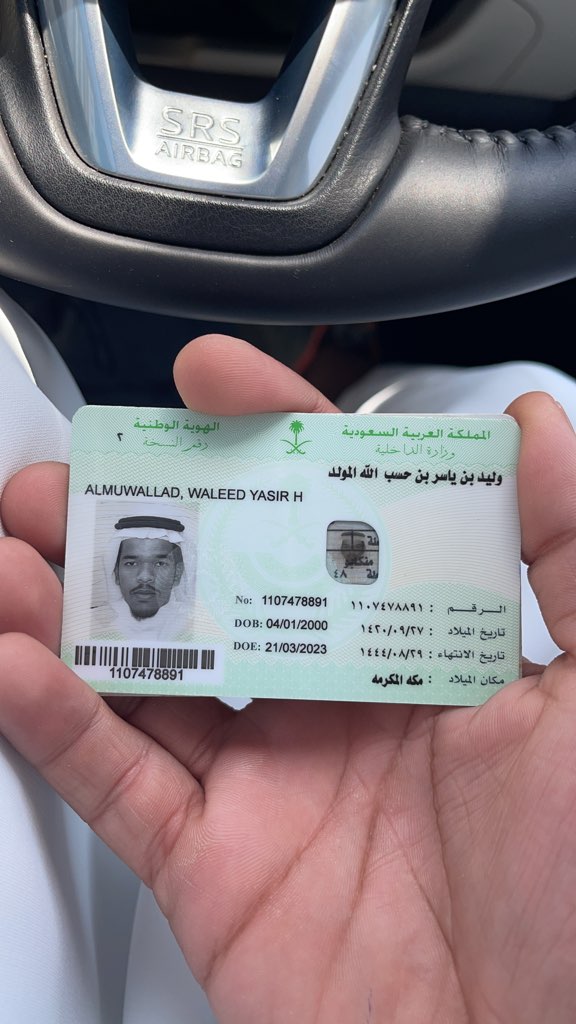 SRS
AIRBAG
المملكة العربية السعودية
وزارة الداخلية
الهوية الوطنية
رقم النسخة ٢
وليد بن ياسر بن حسب الله المولد
ALMUWALLAD, WALEED YASIR H
No: 1107478891
الرقم : ١١٠٧٤٧٨٨٩١
DOB: 04/01/2000
تاريخ الميلاد : ١٤٢٠/٠٩/٢٧
DOE: 21/03/2023
تاريخ الانتهاء : ١٤٤٤/٠٨/٢٩
مكان الميلاد : مكه المكرمه
1107478891